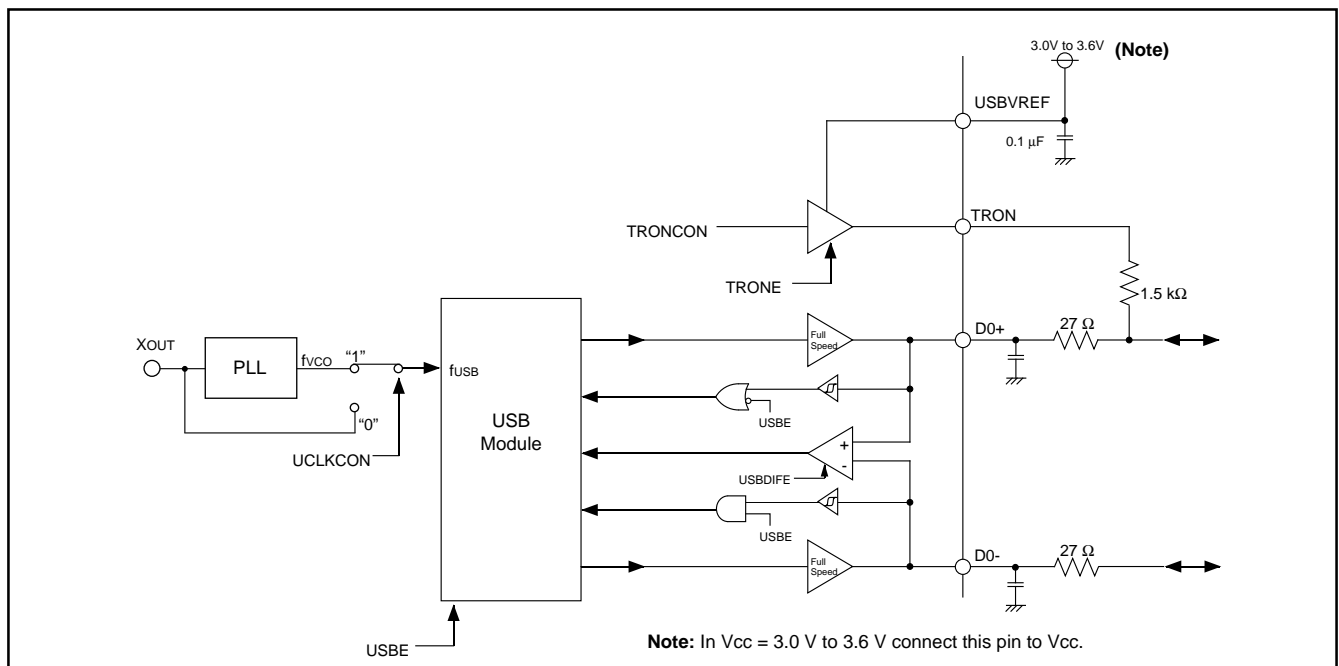 3.0V to 3.6V (Note)
USBVREF
0.1 µF
TRON
TRONCON
TRONE
1.5 kΩ
D0+
27 Ω
Full
Speed
XOUT
PLL
fVCO
"1"
"0"
UCLKCON
fUSB
USB
Module
USBE
+
-
USBDIFE
USBE
Full
Speed
D0-
27 Ω
USBE
Note: In Vcc = 3.0 V to 3.6 V connect this pin to Vcc.